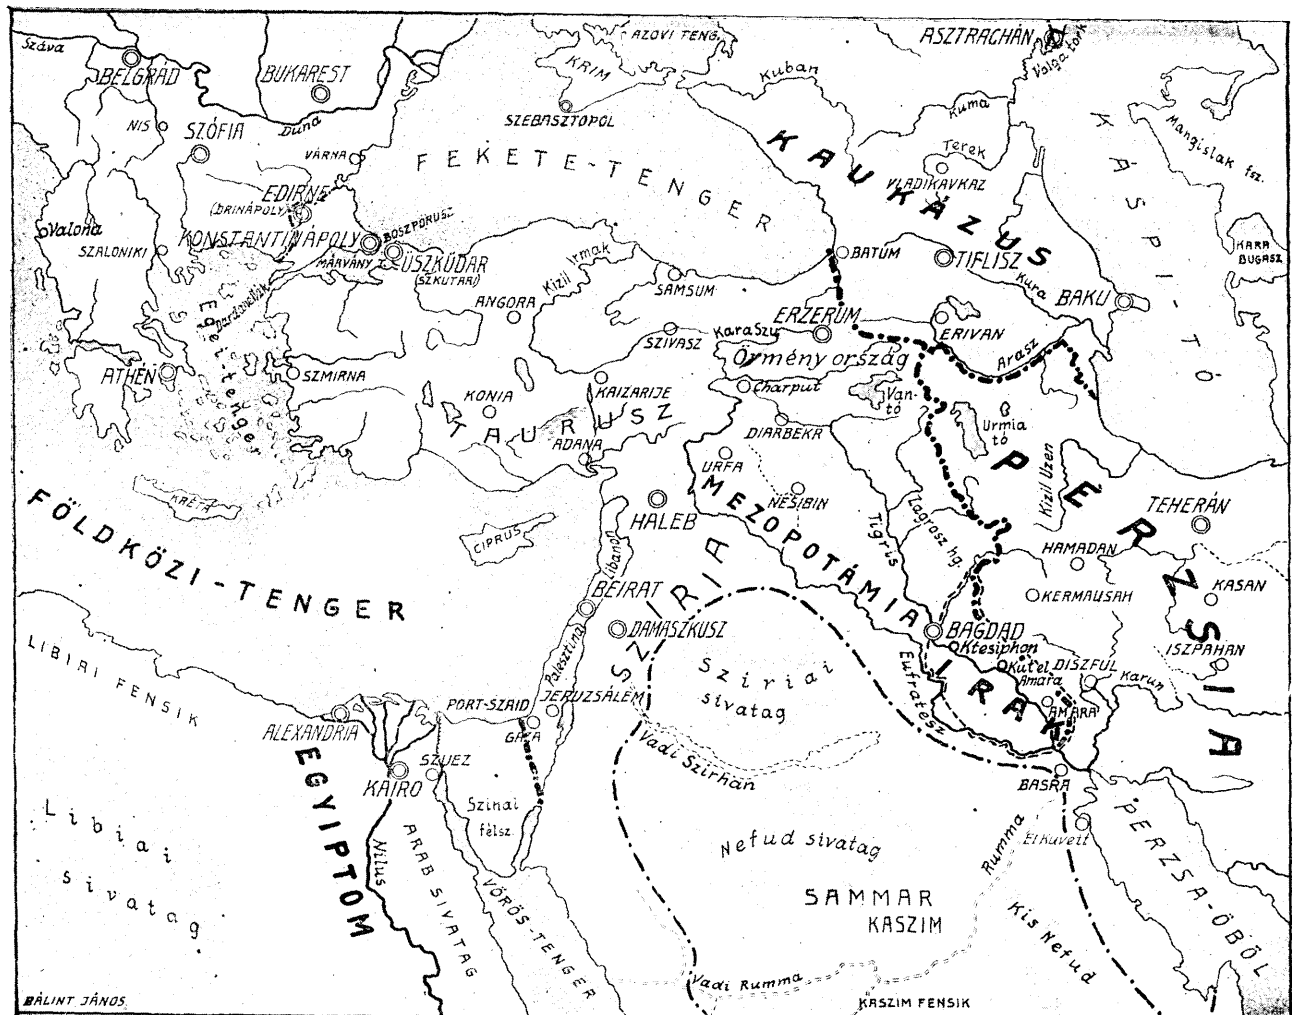 Száva
BELGRÁD
BUKAREST
Duna
NIS
SZÓFIA
VÁRNA
EDIRNE
(DRINÁPOLY)
Valona
SZALONIKI
KONSTANTINÁPOLY
BOSZPORUSZ
MÁRVÁNY T.
ÜSZKÜDAR
(SZKUTARI)
Dardanellák
Égei-tenger
ATHÉN
SZMIRNA
KRÉTA
AZOVI TENG.
KRIM
SZEBASZTOPOL
FEKETE-TENGER
Kuban
ASZTRACHÁN
Volga tork
Kuma
Terek
VLADIKAVKAZ
KAUKÁZUS
KÁSPI-TÓ
Mangislak fsz.
KARA
BUGASZ
BATÚM
TIFLISZ
Kura
BAKU
Kizil Irmak
SAMSUM
ANGORA
SZIVASZ
Kara Szu
ERZERUM
ERIVAN
Arasz
Örmény ország
KONIA
KAIZARIJE
TAURUSZ
ADANA
Charput
DIARBEKR
Van-
tó
Urmia
tó
URFA
NESIBIN
MEZOPOTÁMIA
Tigris
Zagrosz hg.
Kizil Uzen
PERZSIA
TEHERÁN
HAMADAN
KERMAUSAH
KASAN
ISZPAHAN
HALEB
CIPRUS
Libanon
BEIRAT
SZIRIA
DAMASZKUSZ
Palesztina
JERUZSÁLEM
FÖLDKÖZI-TENGER
LIBIAI FENSIK
Sziriai
sivatag
BAGDAD
Ktesiphon
Kut el
Amara
DISZFUL
Karun
IRAK
AMARA
Eufratesz
BASRA
El Kuveit
PERZSA-ÖBÖL
PORT-SZAID
GAZA
ALEXANDRIA
SZUEZ
KAIRO
EGYIPTOM
Szinai
félsz.
Nilus
ARAB SIVATAG
VÖRÖS-TENGER
Libiai
sivatag
Vadi Szirhan
Nefud sivatag
Rumma
SAMMAR
KASZIM
Kis Nefud
Vadi Rumma
KASZIM FENSIK
BÁLINT JÁNOS.